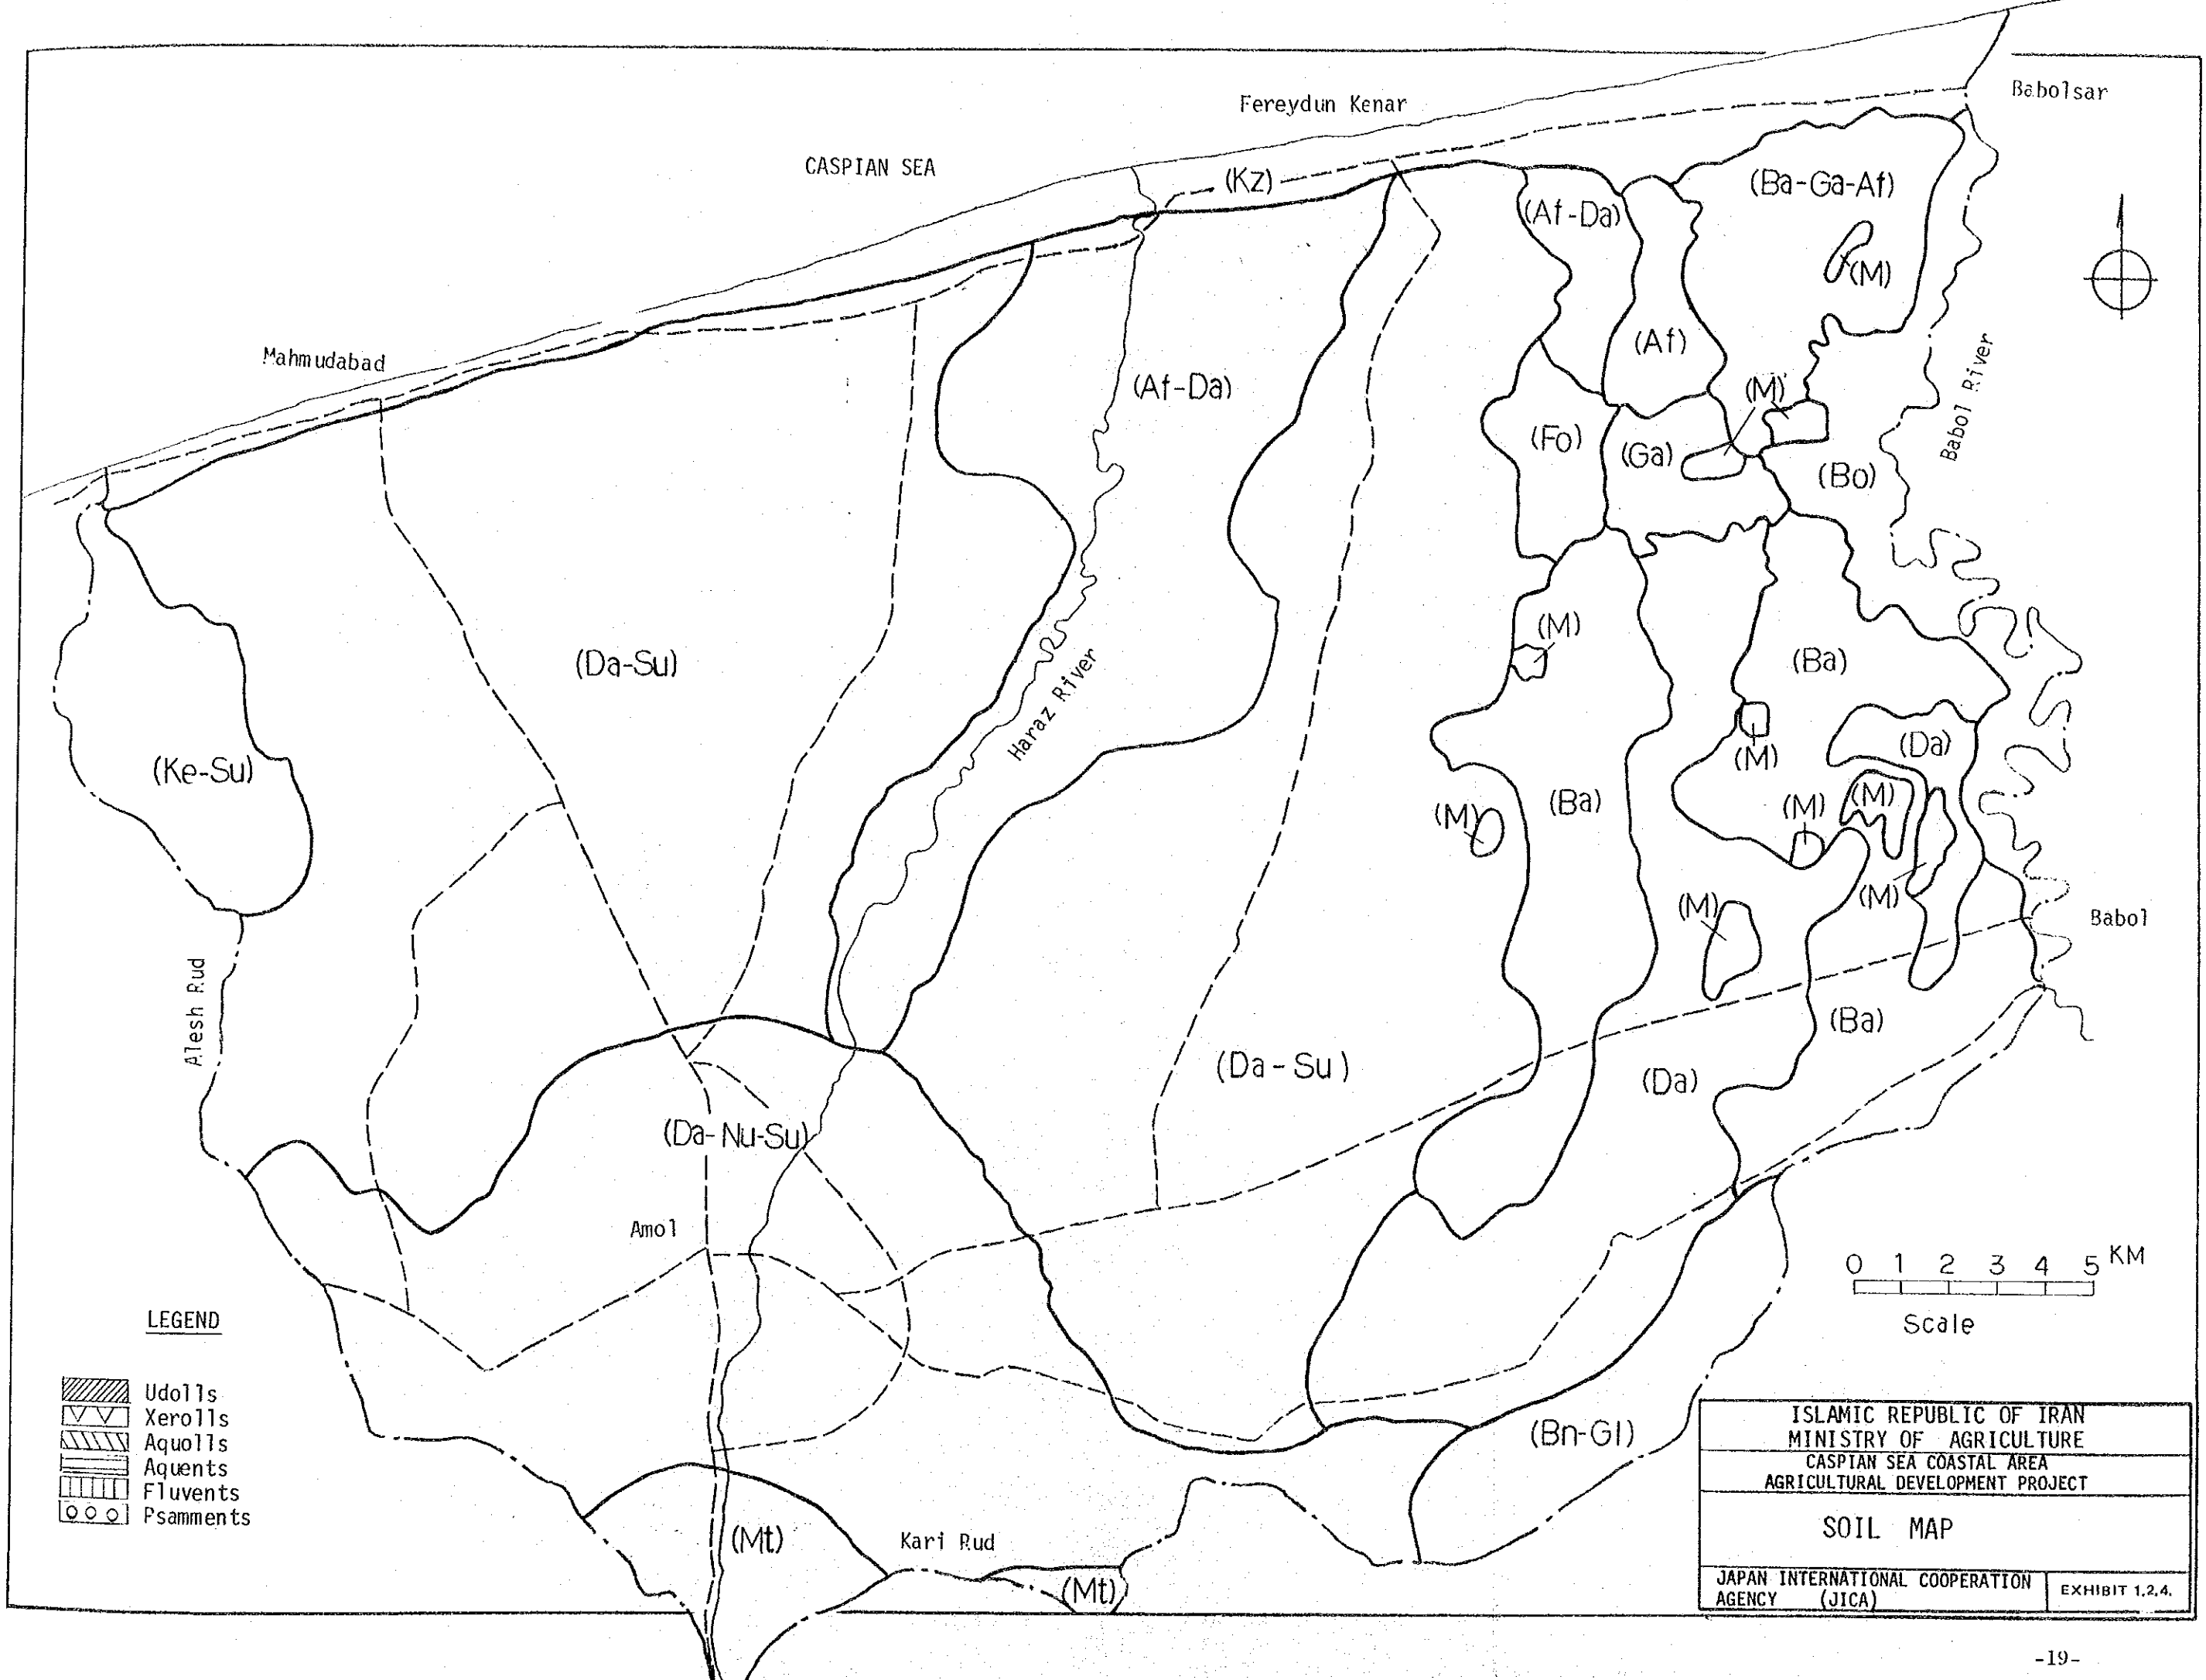 Babolsar
Fereydun Kenar
CASPIAN SEA
(Kz)
(Af-Da)
(Ba-Ga-Af)
(M)
Mahmudabad
(Af)
(Af-Da)
(M)
Babol River
(Fo)
(Ga)
(Bo)
(M)
(Da-Su)
(Ba)
Haraz River
(Ke-Su)
(M)
(Da)
(Ba)
(M)
(M)
(M)
(M)
(M)
Babol
Alesh Rud
(Ba)
(Da-Su)
(Da)
(Da-Nu-Su)
Amol
0 1 2 3 4 5 KM
Scale
LEGEND
Udolls
Xerolls
Aquolls
Aquents
Fluvents
Psamments
(Bn-Gl)
(Mt)
Kari Rud
(Mt)
ISLAMIC REPUBLIC OF IRAN
MINISTRY OF AGRICULTURE
CASPIAN SEA COASTAL AREA
AGRICULTURAL DEVELOPMENT PROJECT
SOIL MAP
JAPAN INTERNATIONAL COOPERATION
AGENCY (JICA)
EXHIBIT 1,2,4.
-19-